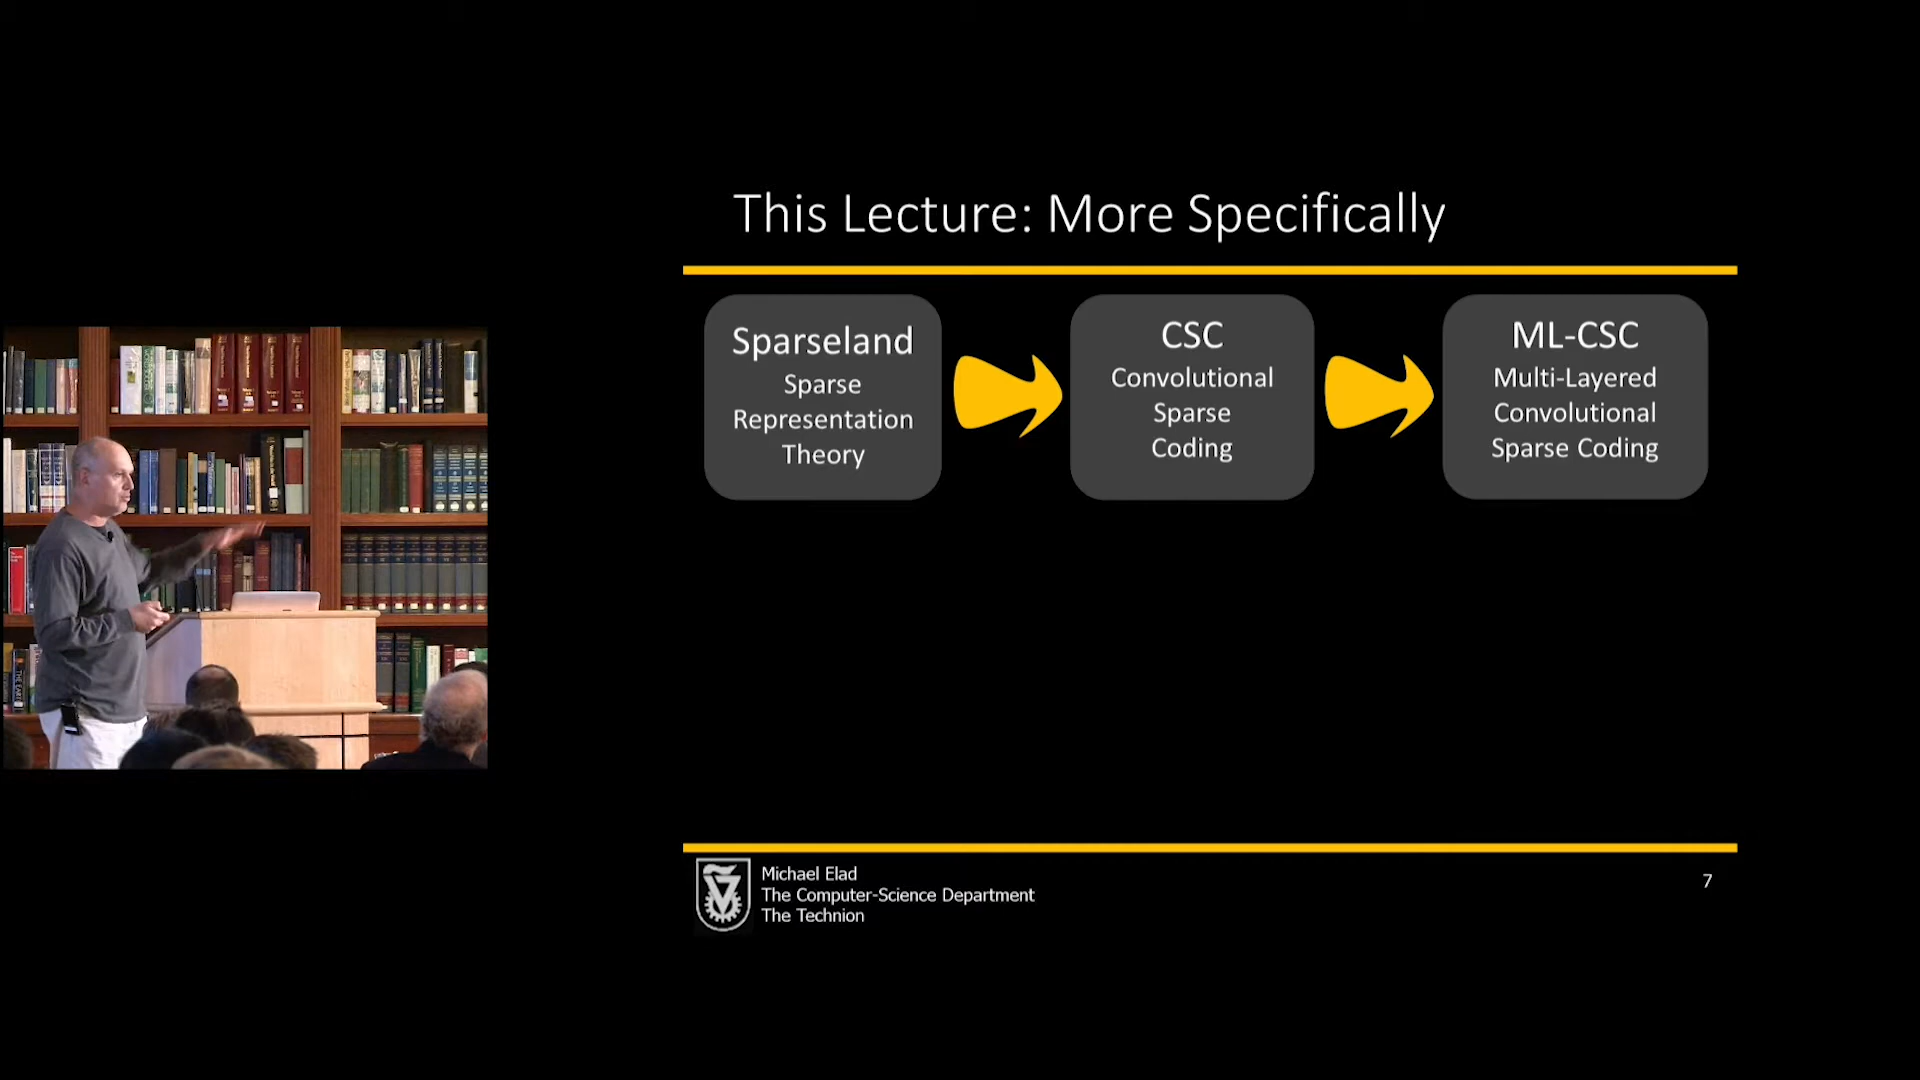 This Lecture: More Specifically
Sparseland
Sparse
Representation
Theory
CSC
Convolutional
Sparse
Coding
ML-CSC
Multi-Layered
Convolutional
Sparse Coding
Michael Elad
The Computer-Science Department
The Technion
7